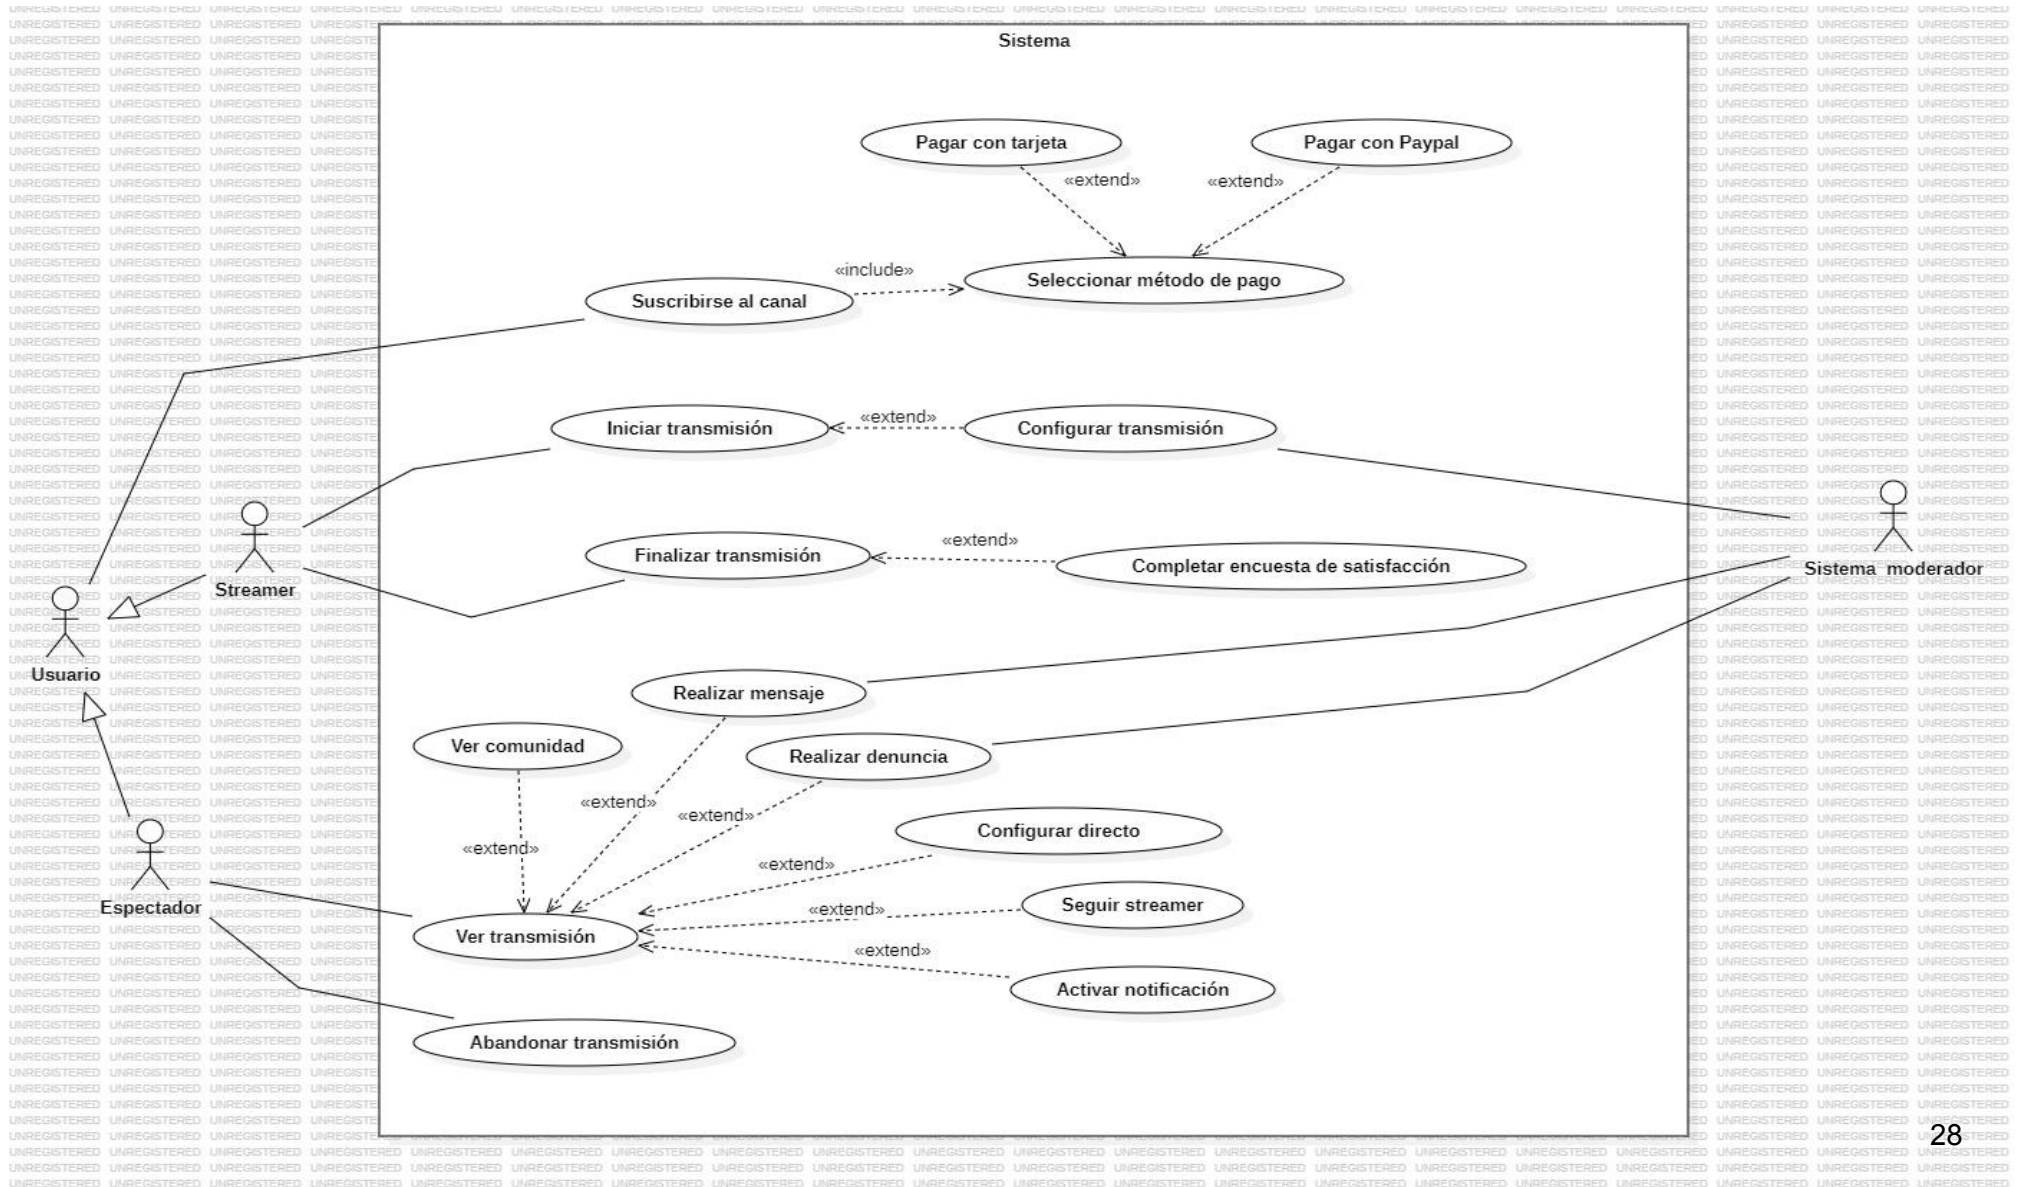 Sistema
Pagar con tarjeta
Pagar con Paypal
«extend»
«extend»
«include»
Seleccionar método de pago
Suscribirse al canal
Iniciar transmisión
«extend»
Configurar transmisión
Streamer
Finalizar transmisión
«extend»
Completar encuesta de satisfacción
Sistema moderador
Usuario
Realizar mensaje
Ver comunidad
Realizar denuncia
«extend»
«extend»
Configurar directo
«extend»
«extend»
Espectador
Seguir streamer
«extend»
Ver transmisión
«extend»
Activar notificación
Abandonar transmisión
28
UNREGISTERED